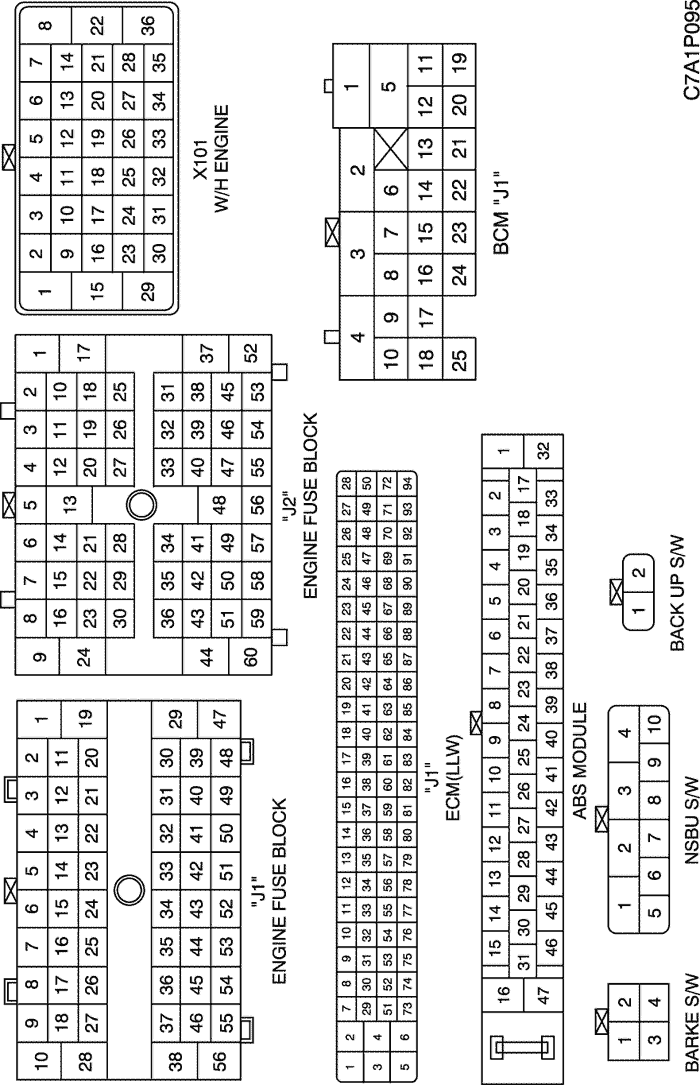 10 9 8 7 6 5 4 3 2 1
18 17 16 15 14 13 12 11
28 27 26 25 24 23 22 21 20 19
38 37 36 35 34 33 32 31 30 29
46 45 44 43 42 41 40 39
56 55 54 53 52 51 50 49 48 47
"J1"
ENGINE FUSE BLOCK
9 8 7 6 5 4 3 2 1
16 15 14 13 12 11 10
24 23 22 21 20 19 18 17
30 29 28 27 26 25
36 35 34 33 32 31
44 43 42 41 40 39 38 37
51 50 49 48 47 46 45
60 59 58 57 56 55 54 53 52
"J2"
ENGINE FUSE BLOCK
1 2 3 4 5 6 7 8
9 10 11 12 13 14
15 16 17 18 19 20 21 22
23 24 25 26 27 28
29 30 31 32 33 34 35 36
X101
W/H ENGINE
1 2 7 8 9 10 11 12 13 14 15 16 17 18 19 20 21 22 23 24 25 26 27 28
3 4 29 30 31 32 33 34 35 36 37 38 39 40 41 42 43 44 45 46 47 48 49 50
51 52 53 54 55 56 57 58 59 60 61 62 63 64 65 66 67 68 69 70 71 72
5 6 73 74 75 76 77 78 79 80 81 82 83 84 85 86 87 88 89 90 91 92 93 94
"J1"
ECM(LLW)
4 3 2 1
10 9 8 7 6 5
18 17 16 15 14 13 12 11
25 24 23 22 21 20 19
BCM "J1"
16 15 14 13 12 11 10 9 8 7 6 5 4 3 2 1
31 30 29 28 27 26 25 24 23 22 21 20 19 18 17
47 46 45 44 43 42 41 40 39 38 37 36 35 34 33 32
ABS MODULE
1 2
3 4
BARKE S/W
1 2 3 4
5 6 7 8 9 10
NSBU S/W
1 2
BACK UP S/W
C7A1P095